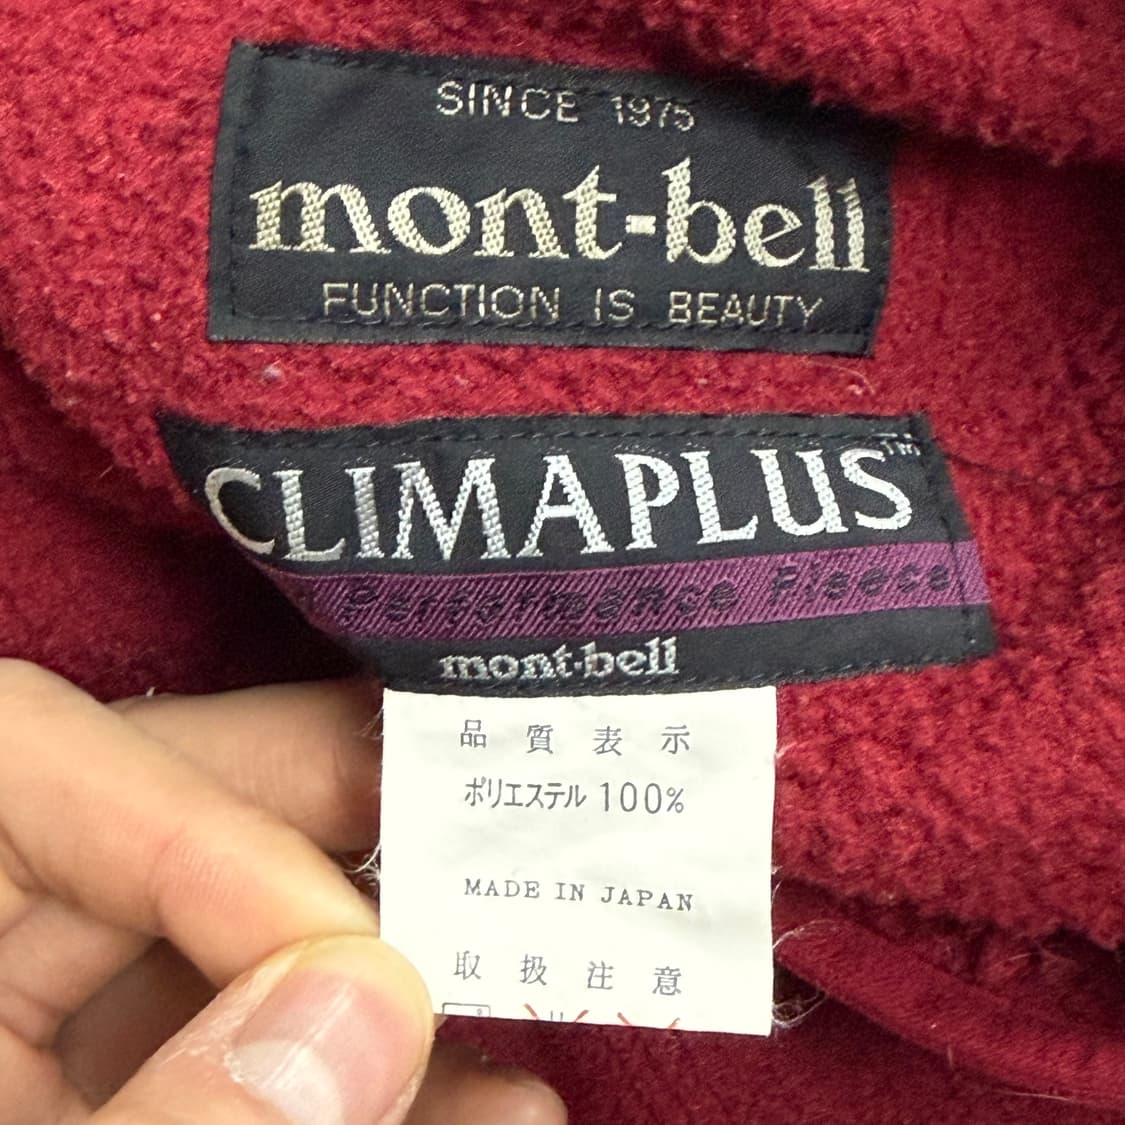 SINCE 1975
mont-bell
FUNCTION IS BEAUTY
CLIMAPLUS™
Performance Fleece
mont-bell
品質表示
ポリエステル 100%
MADE IN JAPAN
取扱注意